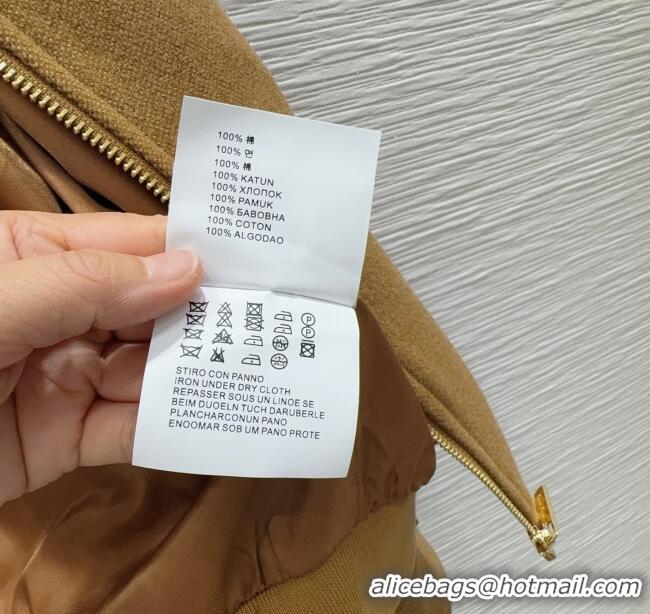 100% 棉
100% 면
100% 棉
100% KATUN
100% ХЛОПОК
100% PAMUK
100% БАВОВНА
100% COTON
100% ALGODAO
P
P
STIRO CON PANNO
IRON UNDER DRY CLOTH
REPASSER SOUS UN LINOE SE
BEIM DUOELN TUCH DARUBERLE
PLANCHARCONUN PANO
ENOOMAR SOB UM PANO PROTE
alicebags@hotmail.com